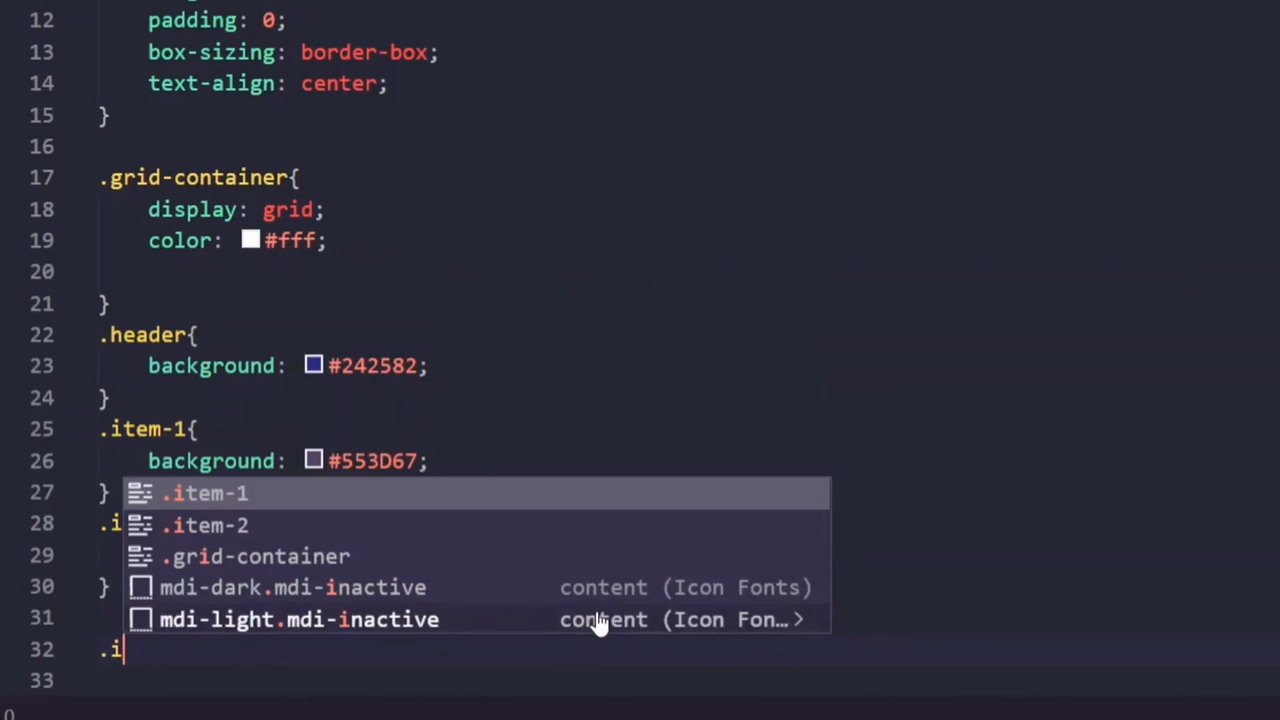 12 padding: 0;
13 box-sizing: border-box;
14 text-align: center;
15 }
16
17 .grid-container{
18 display: grid;
19 color: #fff;
20
21 }
22 .header{
23 background: #242582;
24 }
25 .item-1{
26 background: #553D67;
27 } .item-1
28 .i .item-2
29 .grid-container
30 } mdi-dark.mdi-inactive content (Icon Fonts)
31 mdi-light.mdi-inactive content (Icon Fon…>
32 .i
33
0